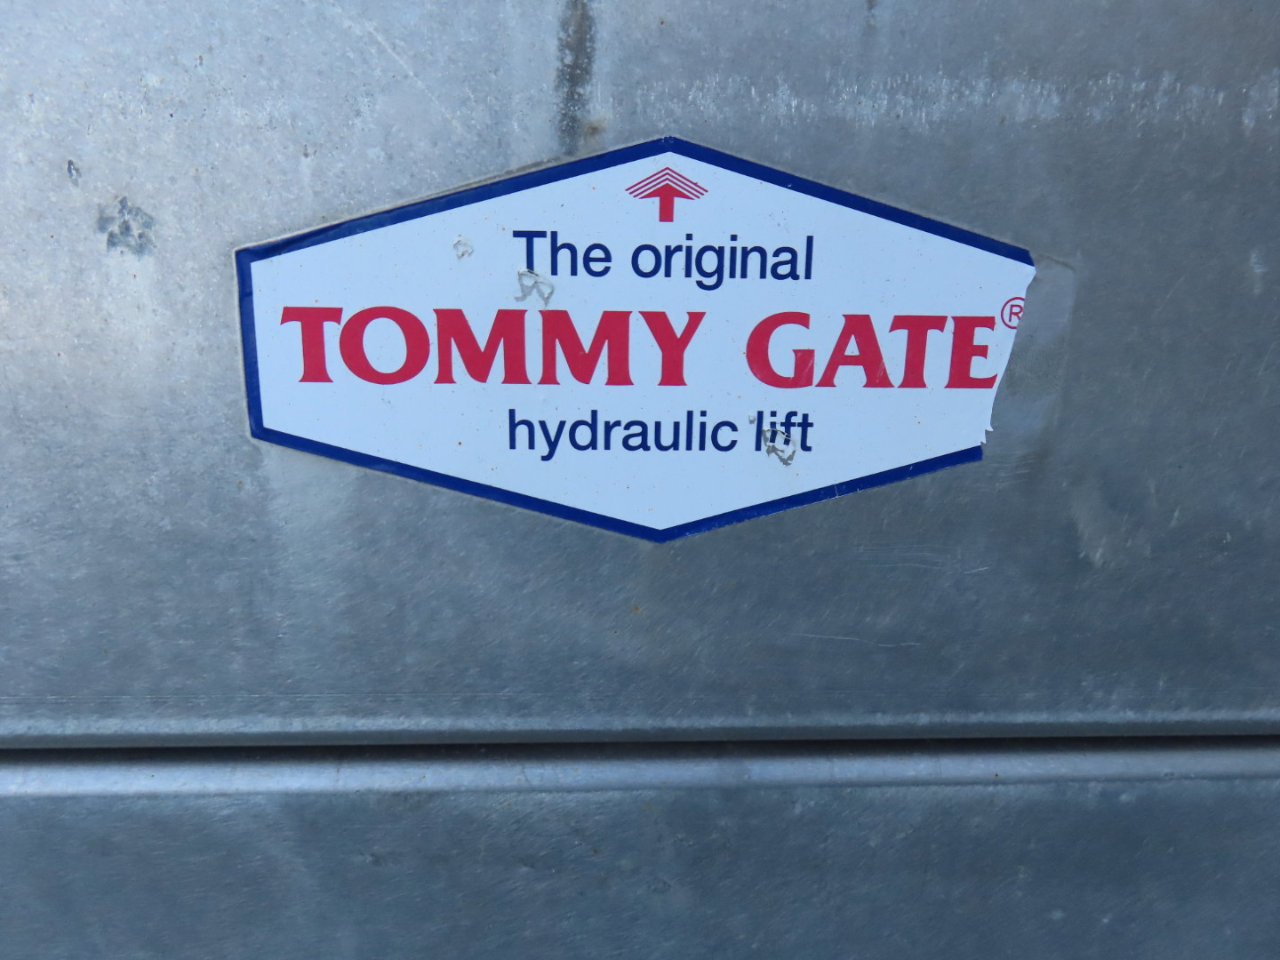 The original
TOMMY GATE®
hydraulic lift